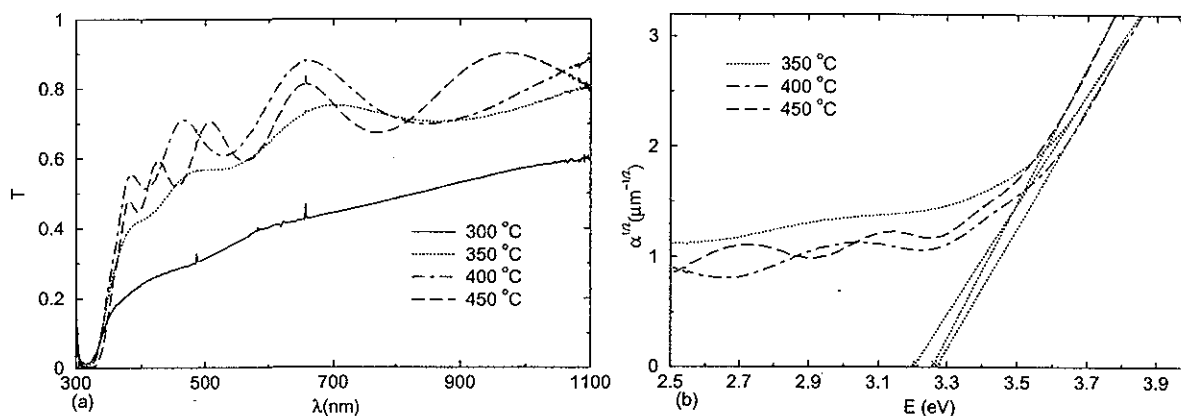 1
0.8
0.6
0.4
0.2
0
T
300 °C
350 °C
400 °C
450 °C
300 500 700 900 1100
(a) λ(nm)
3
2
1
0
α^1/2(μm^-1/2)
350 °C
400 °C
450 °C
2.5 2.7 2.9 3.1 3.3 3.5 3.7 3.9
(b) E (eV)